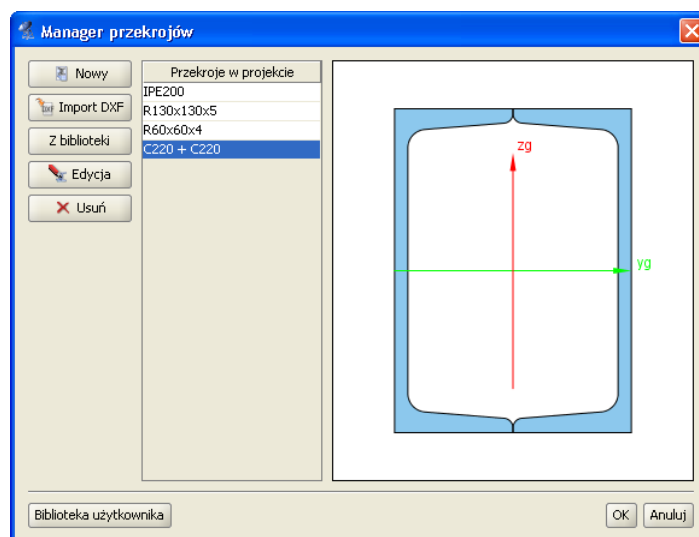 Manager przekrojów
Nowy
Import DXF
Z biblioteki
Edycja
Usuń
Przekroje w projekcie
IPE200
R130x130x5
R60x60x4
C220 + C220
zg
yg
Biblioteka użytkownika
OK
Anuluj